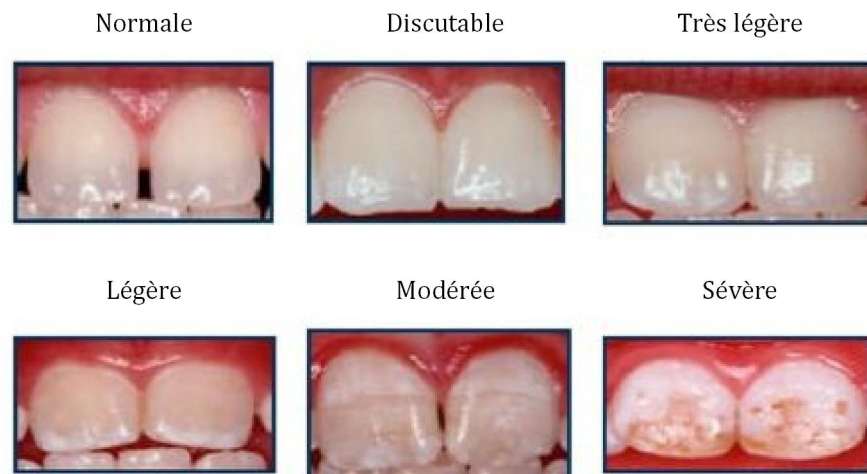 Normale
Discutable
Très légère
Légère
Modérée
Sévère